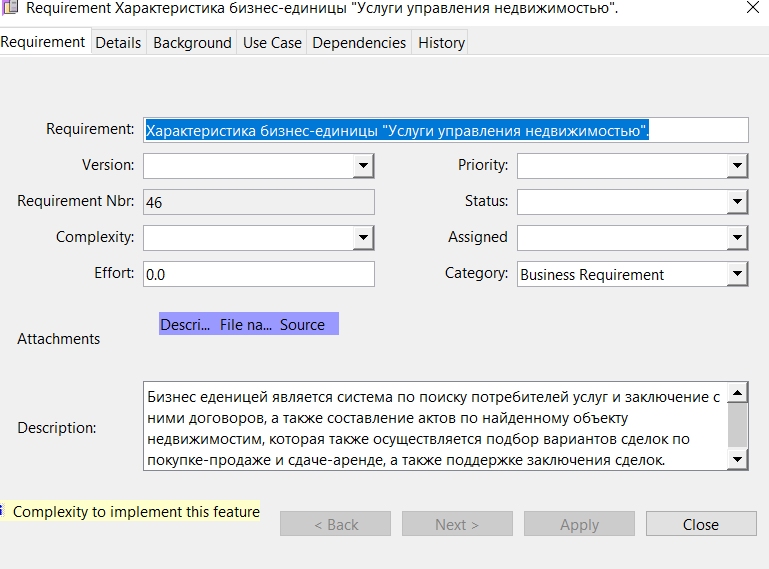 Requirement Характеристика бизнес-единицы "Услуги управления недвижимостью".
Requirement Details Background Use Case Dependencies History
Requirement: Характеристика бизнес-единицы "Услуги управления недвижимостью".
Version: Priority:
Requirement Nbr: 46 Status:
Complexity: Assigned
Effort: 0.0 Category: Business Requirement
Descri... File na... Source
Attachments
Бизнес еденицей является система по поиску потребителей услуг и заключение с
ними договоров, а также составление актов по найденному объекту
Description: недвижимостим, которая также осуществляется подбор вариантов сделок по
покупке-продаже и сдаче-аренде, а также поддержке заключения сделок.
Complexity to implement this feature
< Back Next > Apply Close